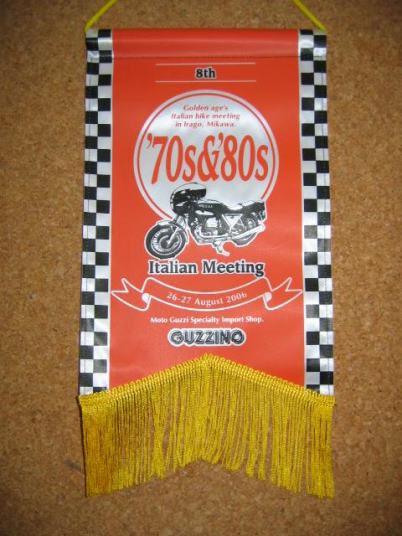 8th
Golden age's
Italian bike meeting
in Irago, Mikawa.
'70s&'80s
Italian Meeting
26-27 August 2006
Moto Guzzi Specialty Import Shop.
GUZZINO